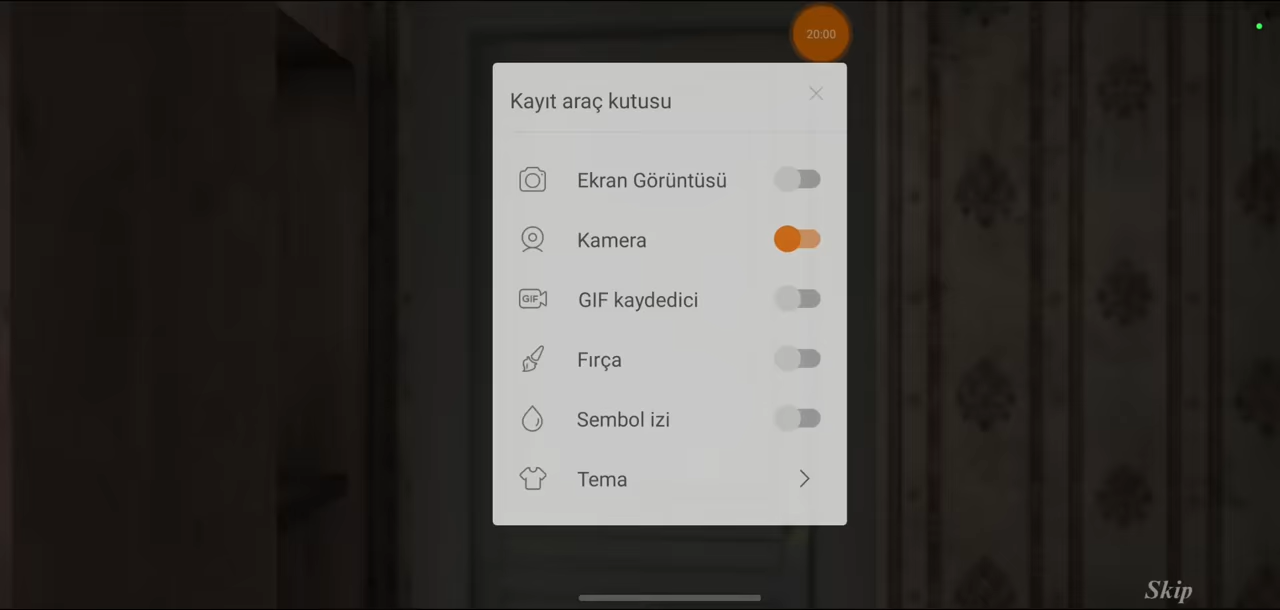 20:00
Kayıt araç kutusu
Ekran Görüntüsü
Kamera
GIF GIF kaydedici
Fırça
Sembol izi
Tema
Skip